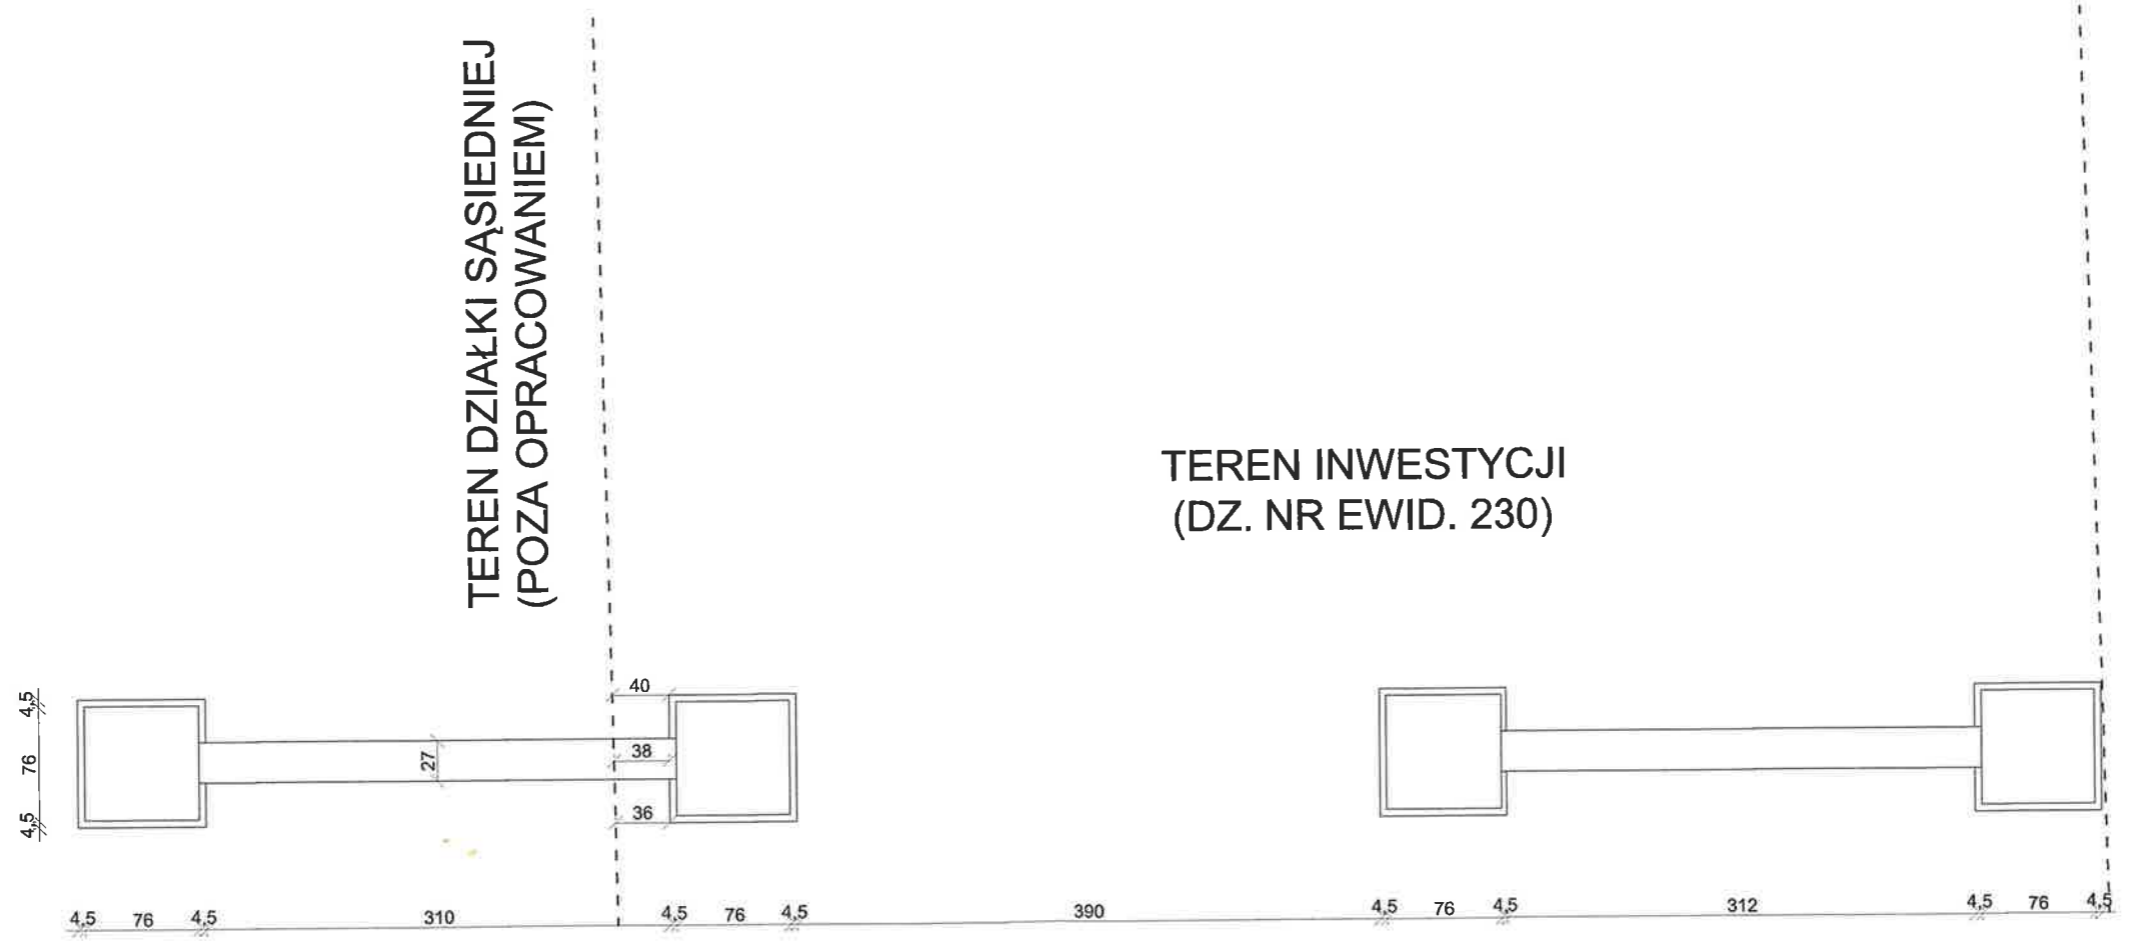 TEREN DZIAŁKI SĄSIEDNIEJ
(POZA OPRACOWANIEM)
TEREN INWESTYCJI
(DZ. NR EWID. 230)
4,5
76
4,5
40
27
38
36
4,5 76 4,5 310 4,5 76 4,5 390 4,5 76 4,5 312 4,5 76 4,5